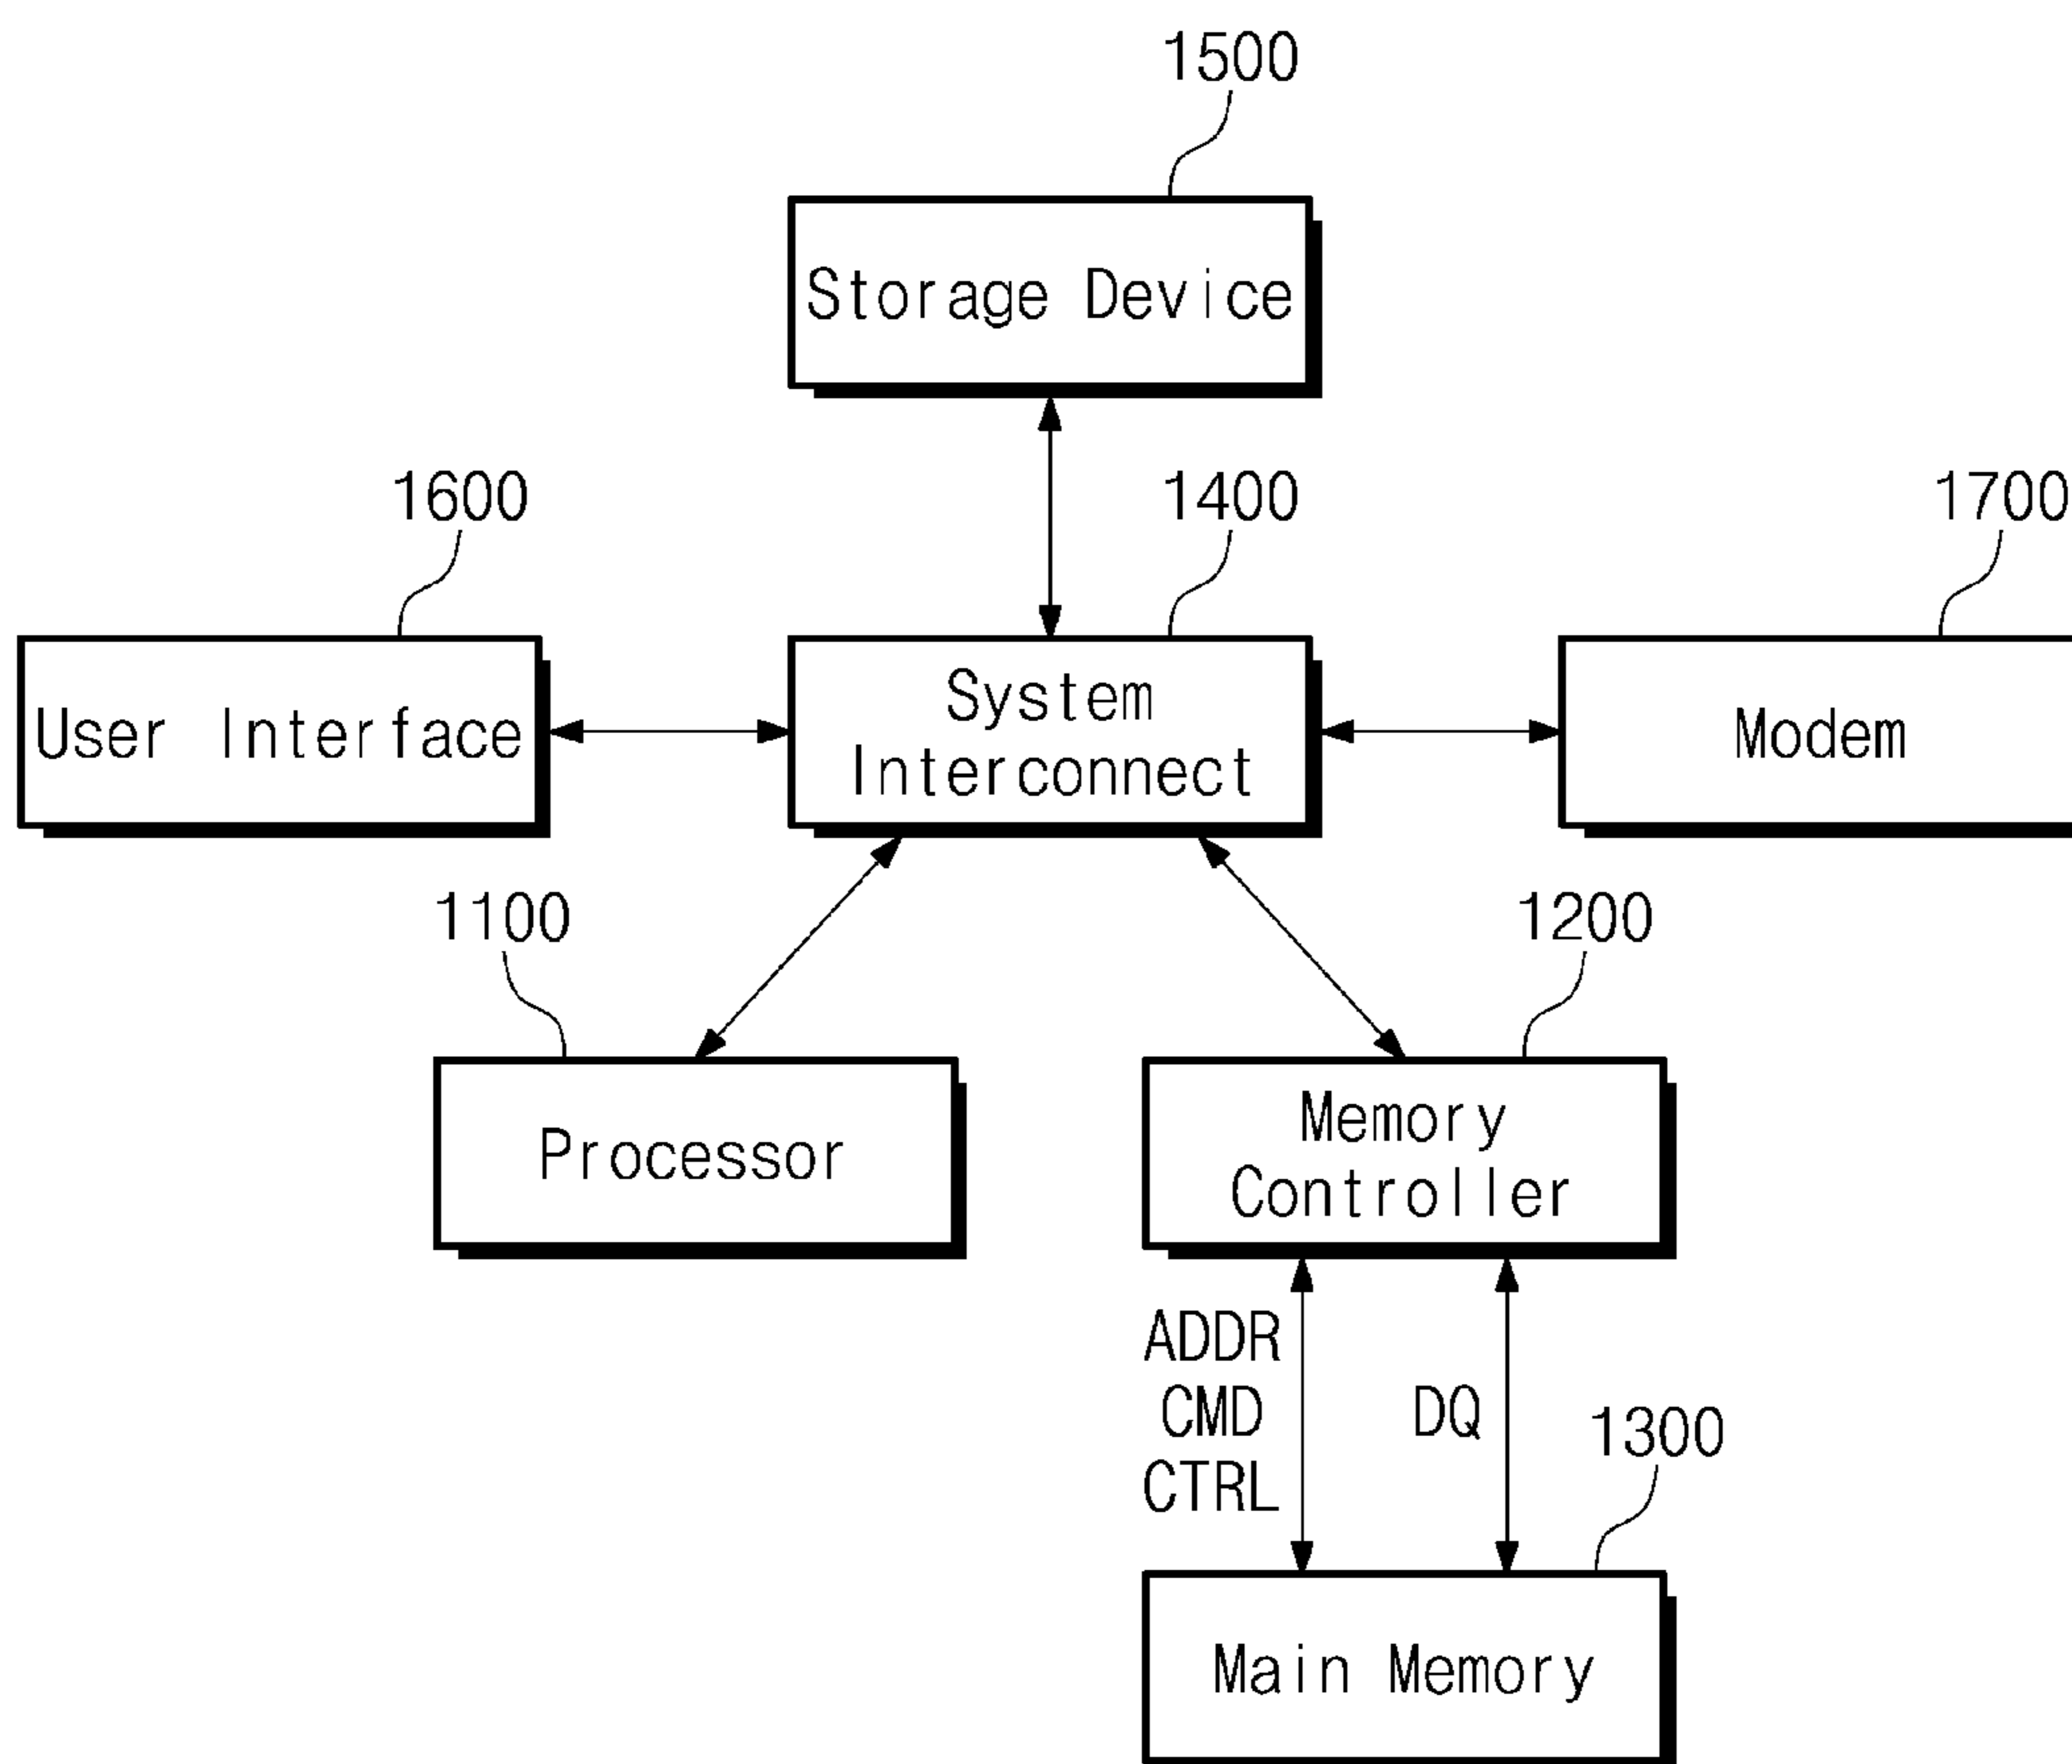 1500
Storage Device
1600
1400
1700
User Interface
System
Interconnect
Modem
1100
1200
Processor
Memory
Controller
ADDR
CMD
CTRL
DQ
1300
Main Memory